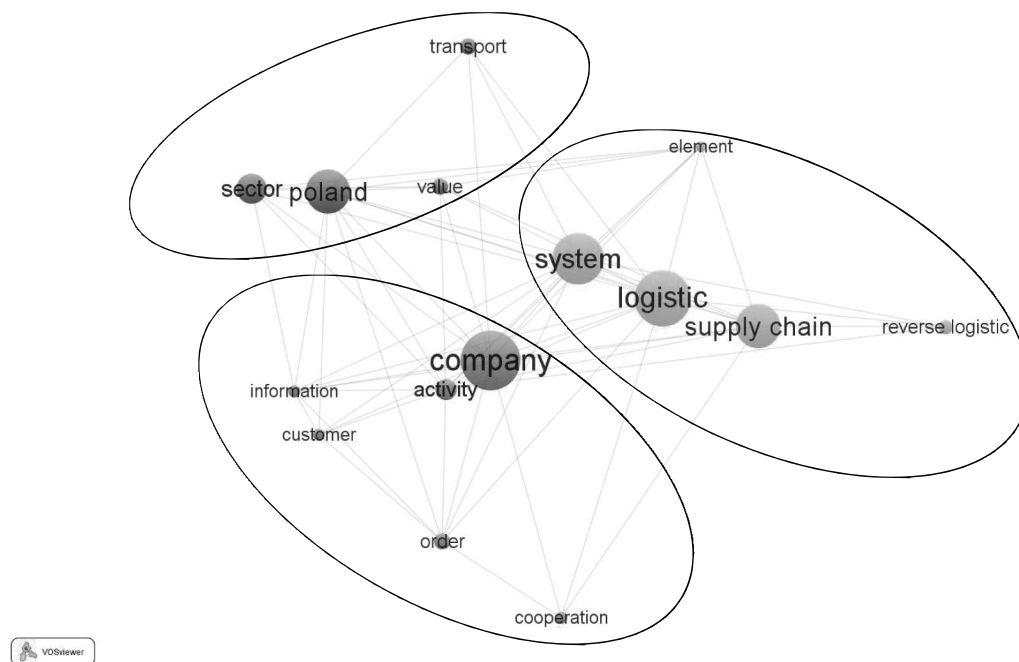 transport
element
sector
poland
value
system
logistic
supply chain
reverse logistic
company
activity
information
customer
order
cooperation
VOSviewer